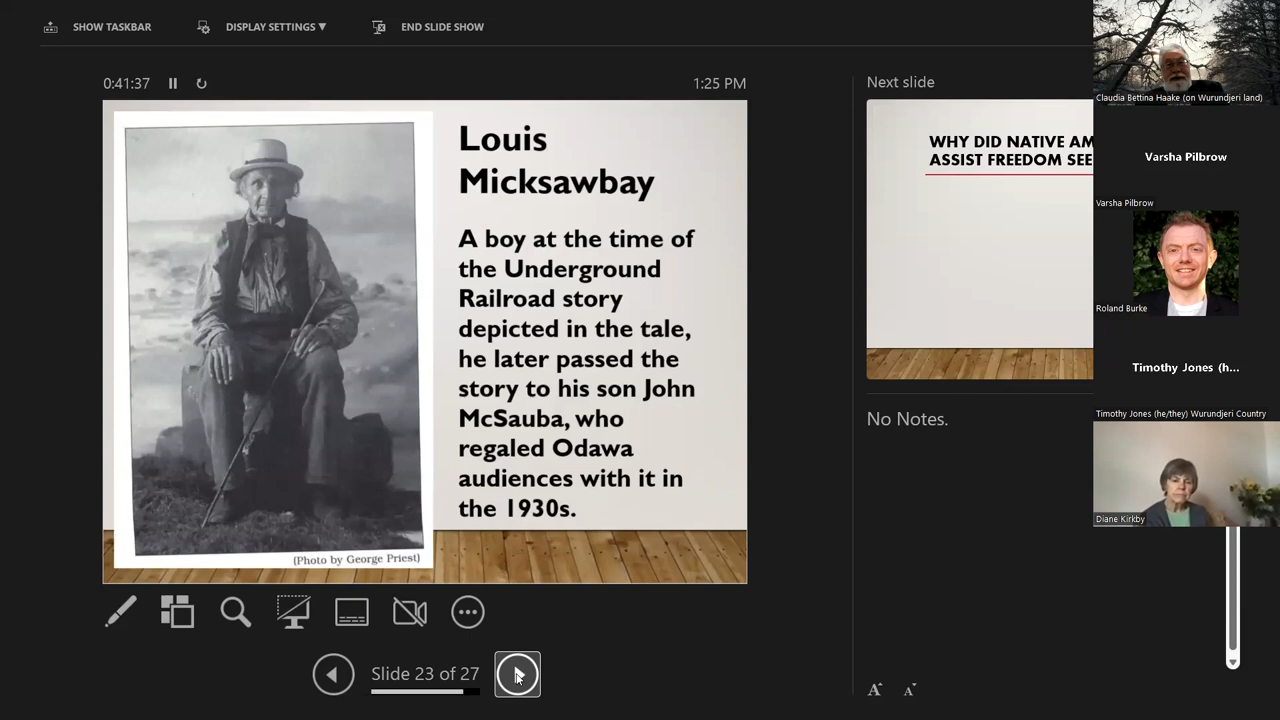 SHOW TASKBAR
DISPLAY SETTINGS ▼
END SLIDE SHOW
0:41:37
1:25 PM
Louis
Micksawbay
A boy at the time of
the Underground
Railroad story
depicted in the tale,
he later passed the
story to his son John
McSauba, who
regaled Odawa
audiences with it in
the 1930s.
(Photo by George Priest)
Slide 23 of 27
Next slide
WHY DID NATIVE AM
ASSIST FREEDOM SEE
No Notes.
A A
Claudia Bettina Haake (on Wurundjeri land)
Varsha Pilbrow
Varsha Pilbrow
Roland Burke
Timothy Jones (h...
Timothy Jones (he/they) Wurundjeri Country
Diane Kirkby